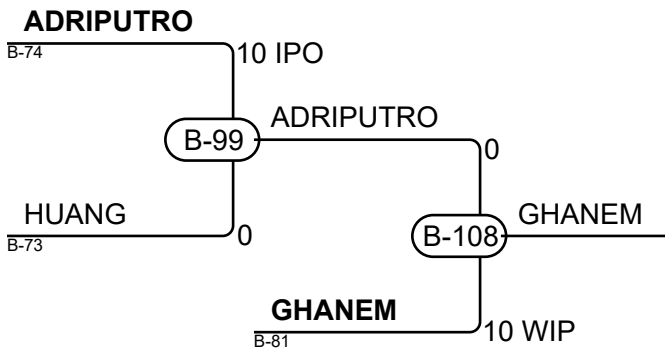 ADRIPUTRO
B-74
10 IPO
B-99
ADRIPUTRO
0
HUANG
B-73
0
B-108
GHANEM
GHANEM
B-81
10 WIP